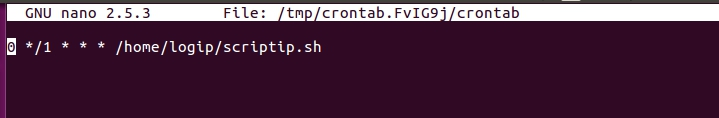 GNU nano 2.5.3 File: /tmp/crontab.FvIG9j/crontab
0 */1 * * * /home/logip/scriptip.sh